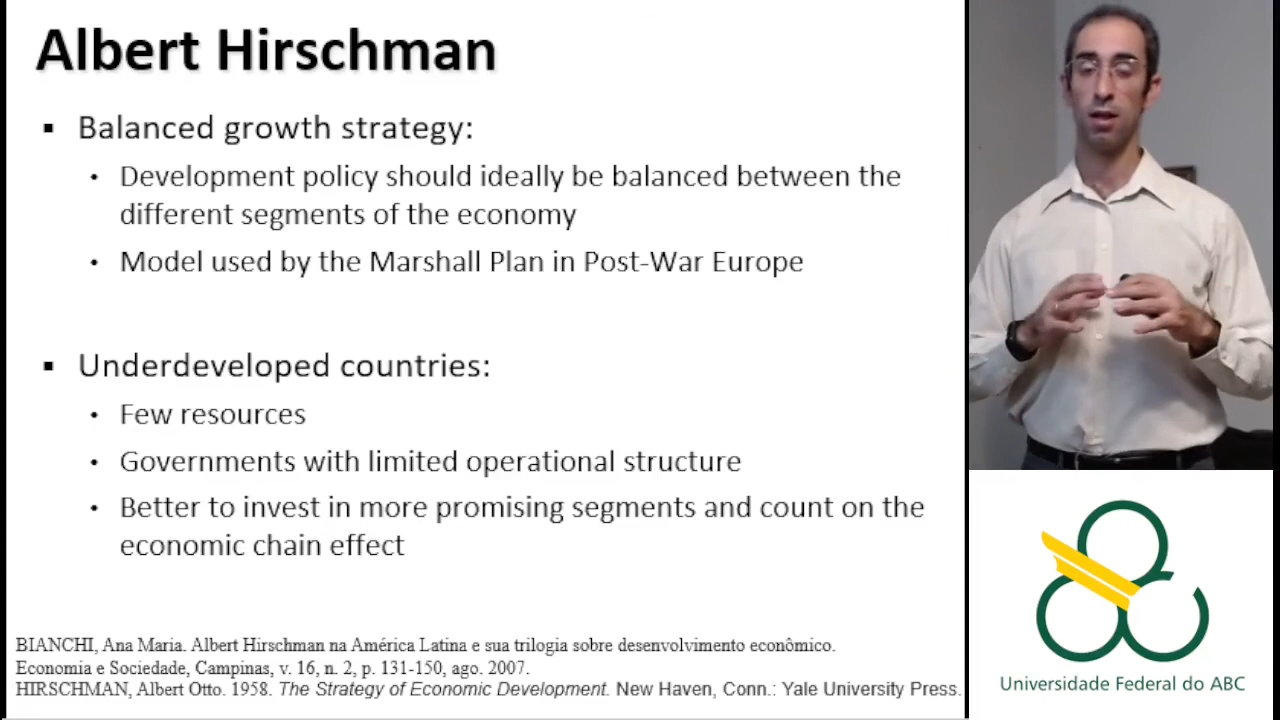 Albert Hirschman
▪ Balanced growth strategy:
• Development policy should ideally be balanced between the
different segments of the economy
• Model used by the Marshall Plan in Post-War Europe
▪ Underdeveloped countries:
• Few resources
• Governments with limited operational structure
• Better to invest in more promising segments and count on the
economic chain effect
BIANCHI, Ana Maria. Albert Hirschman na América Latina e sua trilogia sobre desenvolvimento econômico.
Economia e Sociedade, Campinas, v. 16, n. 2, p. 131-150, ago. 2007.
HIRSCHMAN, Albert Otto. 1958. The Strategy of Economic Development. New Haven, Conn.: Yale University Press.
Universidade Federal do ABC